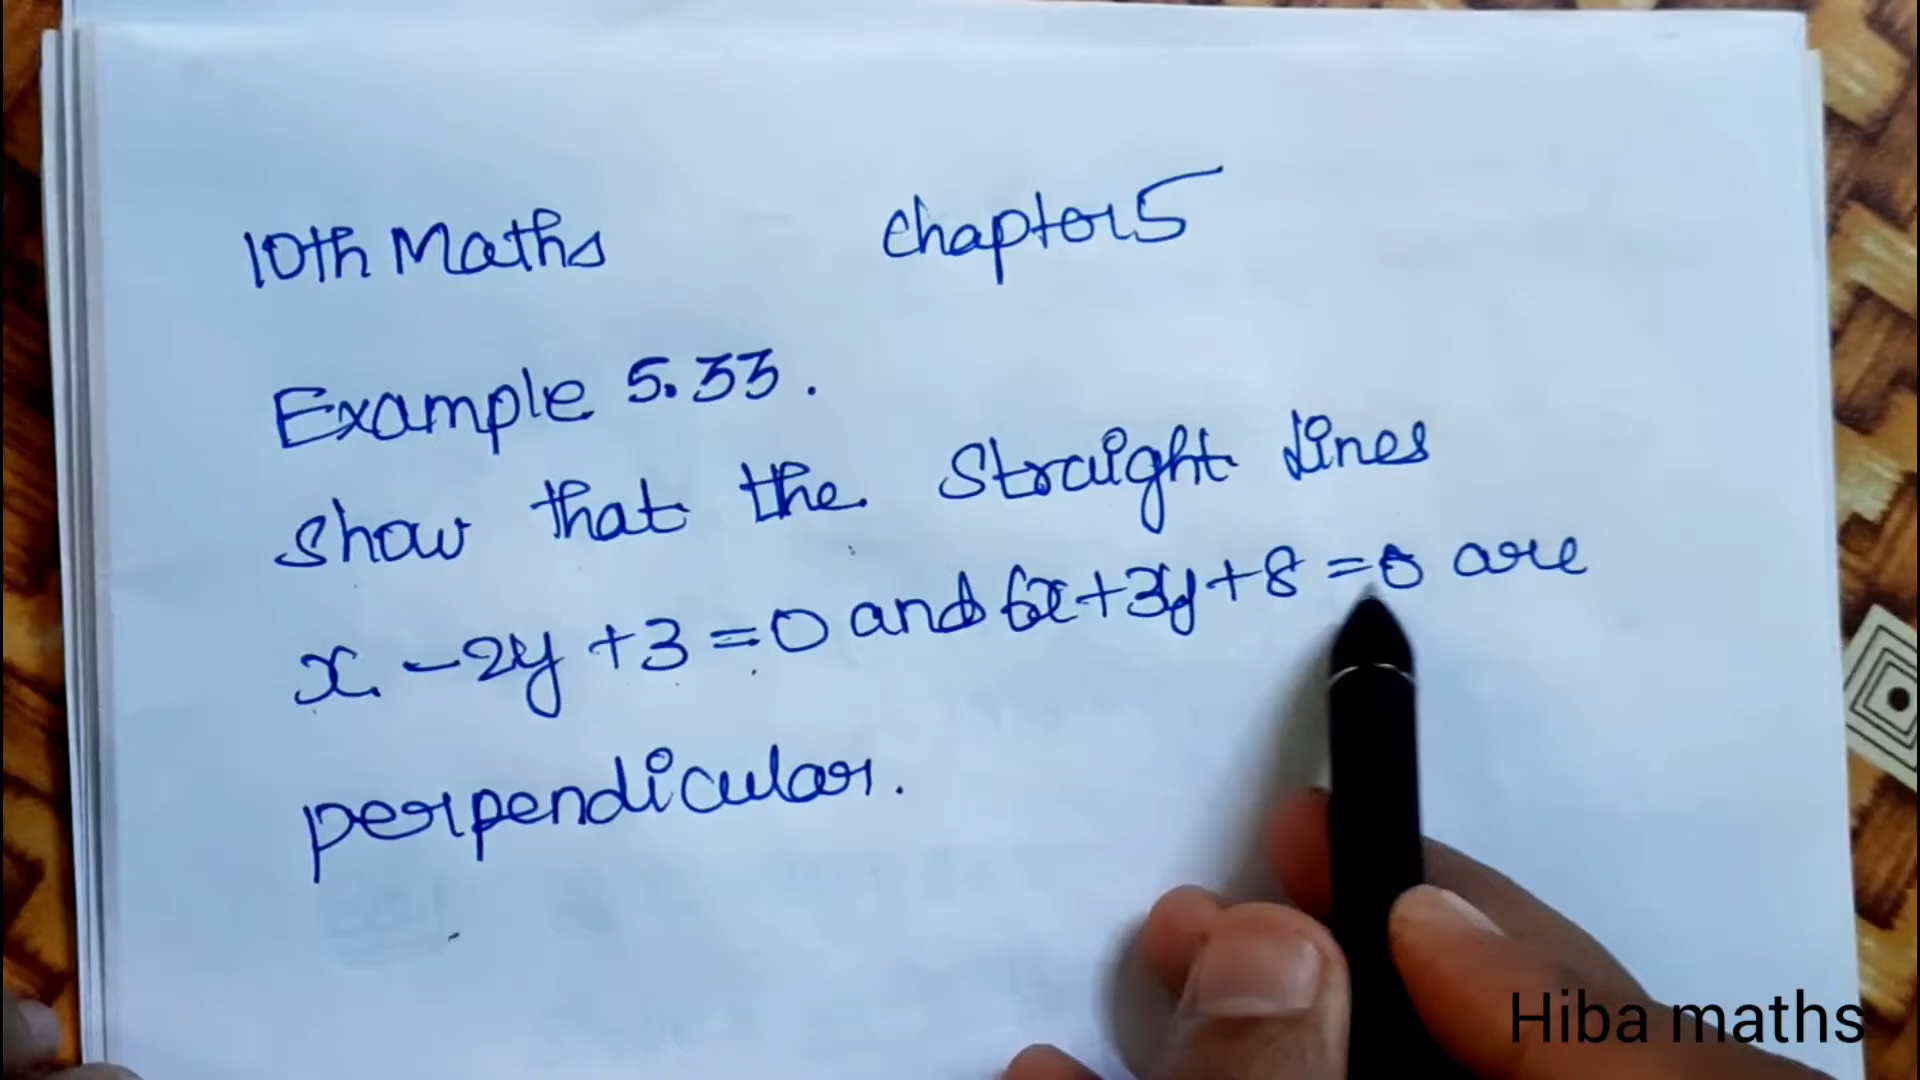 10th Maths Chapter 5
Example 5.33.
Show that the Straight Lines
x - 2y + 3 = 0 and 6x + 3y + 8 = 0 are
perpendicular.
Hiba maths